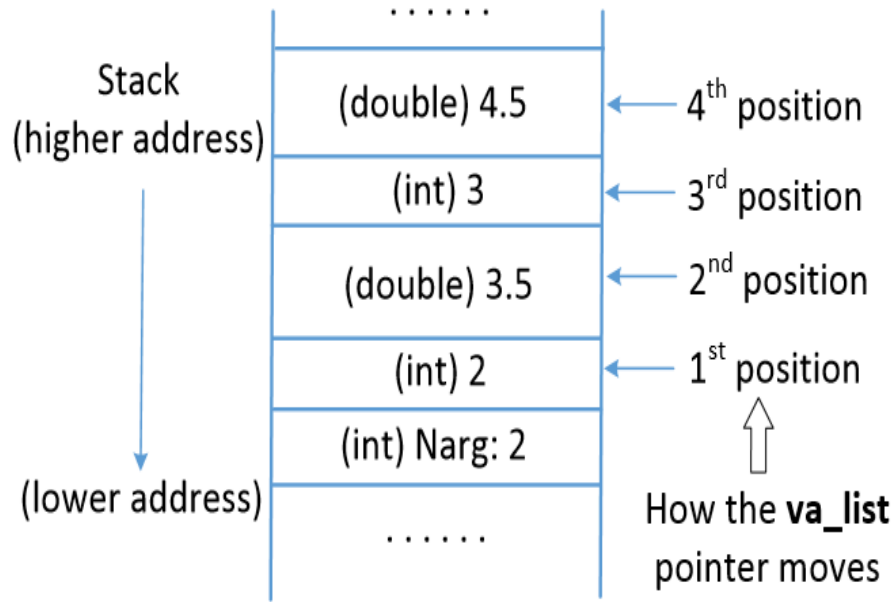 . . . . . .
Stack
(higher address)
(double) 4.5
4th position
(int) 3
3rd position
(double) 3.5
2nd position
(int) 2
1st position
(int) Narg: 2
(lower address)
How the va_list
pointer moves
. . . . . .